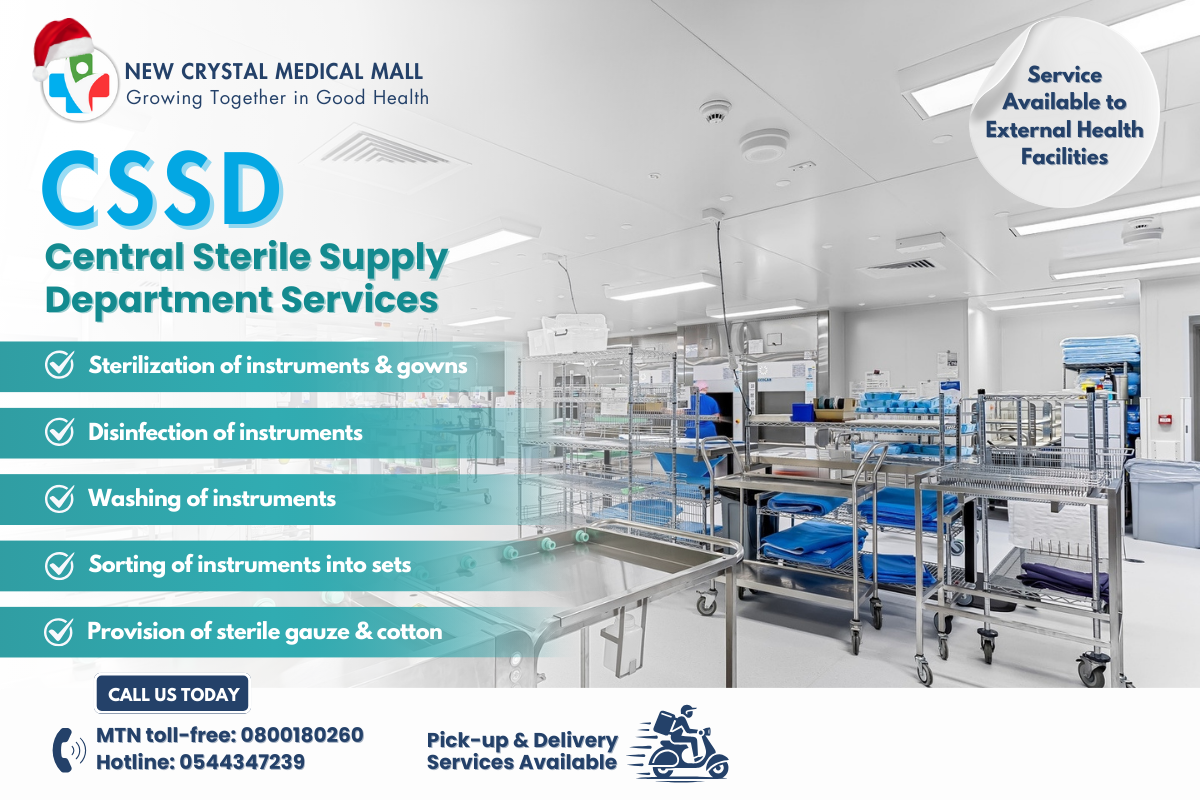 NEW CRYSTAL MEDICAL MALL
Growing Together in Good Health
Service
Available to
External Health
Facilities
CSSD
Central Sterile Supply
Department Services
Sterilization of instruments & gowns
Disinfection of instruments
Washing of instruments
Sorting of instruments into sets
Provision of sterile gauze & cotton
CALL US TODAY
MTN toll-free: 0800180260
Hotline: 0544347239
Pick-up & Delivery
Services Available